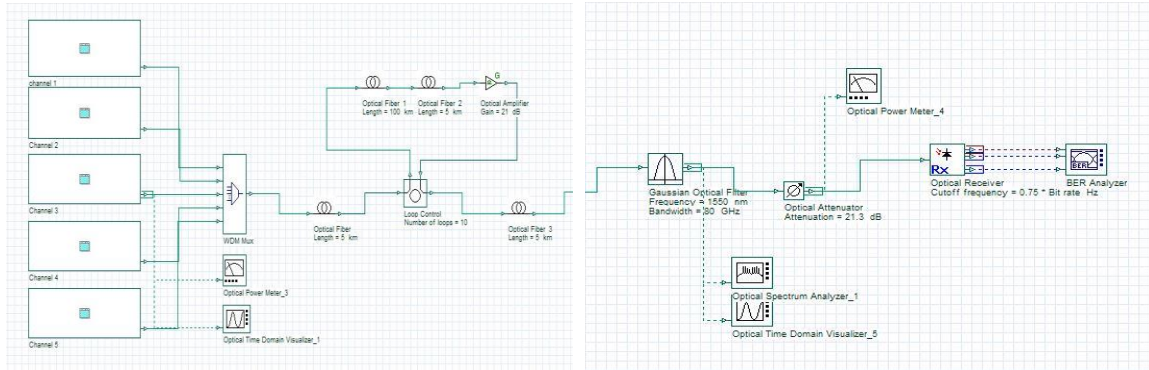 channel 1
Channel 2
Channel 3
Channel 4
Channel 5
WDM Mux
Optical Power Meter_3
Optical Time Domain Visualizer_1
Optical Fiber
Length = 5 km
Optical Fiber 1
Length = 100 km
Optical Fiber 2
Length = 5 km
G
Optical Amplifier
Gain = 21 dB
Loop Control
Number of loops = 10
Optical Fiber 3
Length = 5 km
Gaussian Optical Filter
Frequency = 1550 nm
Bandwidth = 80 GHz
Optical Power Meter_4
Optical Attenuator
Attenuation = 21.3 dB
Rx
Optical Receiver
Cutoff frequency = 0.75 * Bit rate Hz
BER
BER Analyzer
Optical Spectrum Analyzer_1
Optical Time Domain Visualizer_5